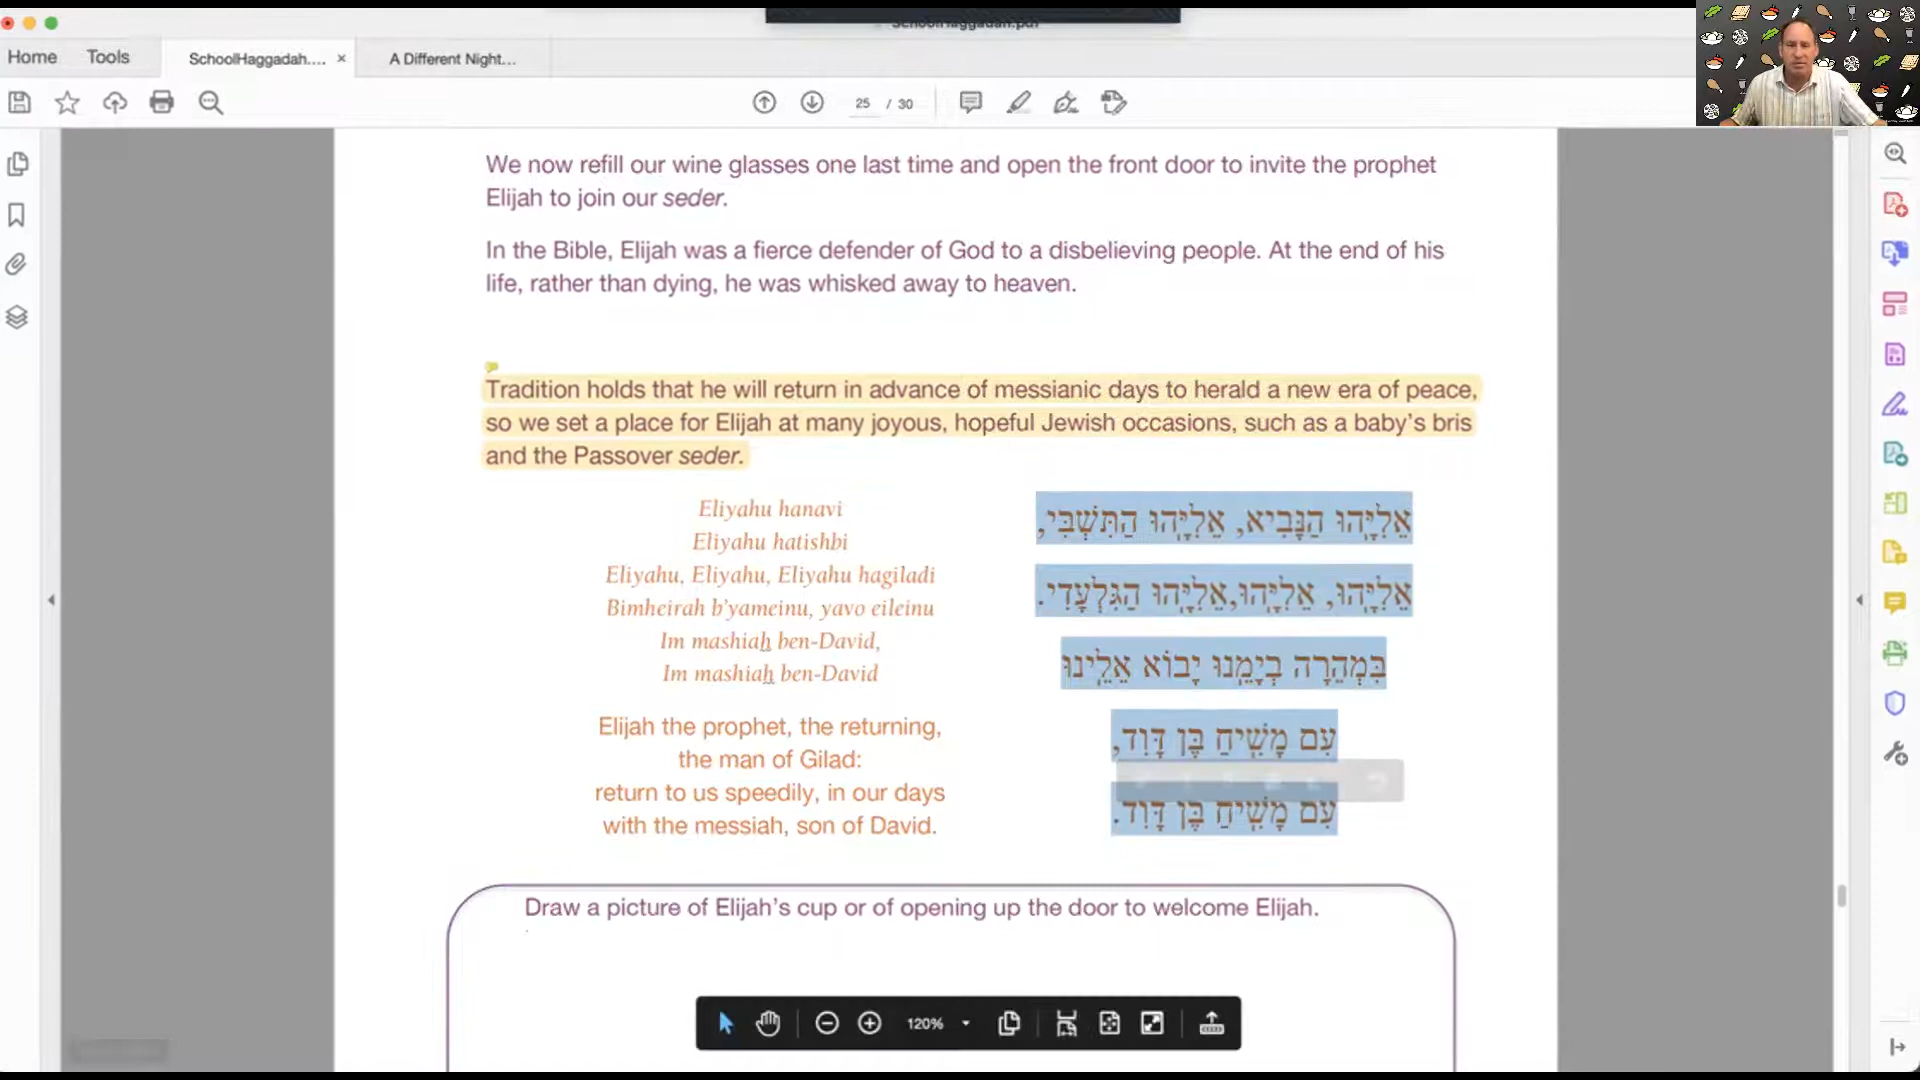 SchoolHaggadah.pdf
Home
Tools
SchoolHaggadah....
A Different Night...
25 / 30
We now refill our wine glasses one last time and open the front door to invite the prophet
Elijah to join our seder.
In the Bible, Elijah was a fierce defender of God to a disbelieving people. At the end of his
life, rather than dying, he was whisked away to heaven.
Tradition holds that he will return in advance of messianic days to herald a new era of peace,
so we set a place for Elijah at many joyous, hopeful Jewish occasions, such as a baby's bris
and the Passover seder.
Eliyahu hanavi
Eliyahu hatishbi
Eliyahu, Eliyahu, Eliyahu hagiladi
Bimheirah b'yameinu, yavo eileinu
Im mashiaẖ ben-David,
Im mashiaẖ ben-David
Elijah the prophet, the returning,
the man of Gilad:
return to us speedily, in our days
with the messiah, son of David.
אֵלִיָּהוּ הַנָּבִיא, אֵלִיָּהוּ הַתִּשְׁבִּי,
אֵלִיָּהוּ, אֵלִיָּהוּ,אֵלִיָּהוּ הַגִּלְעָדִי.
בִּמְהֵרָה בְיָמֵנוּ יָבוֹא אֵלֵינוּ
עִם מָשִׁיחַ בֶּן דָּוִד,
עִם מָשִׁיחַ בֶּן דָּוִד.
Draw a picture of Elijah's cup or of opening up the door to welcome Elijah.
120%